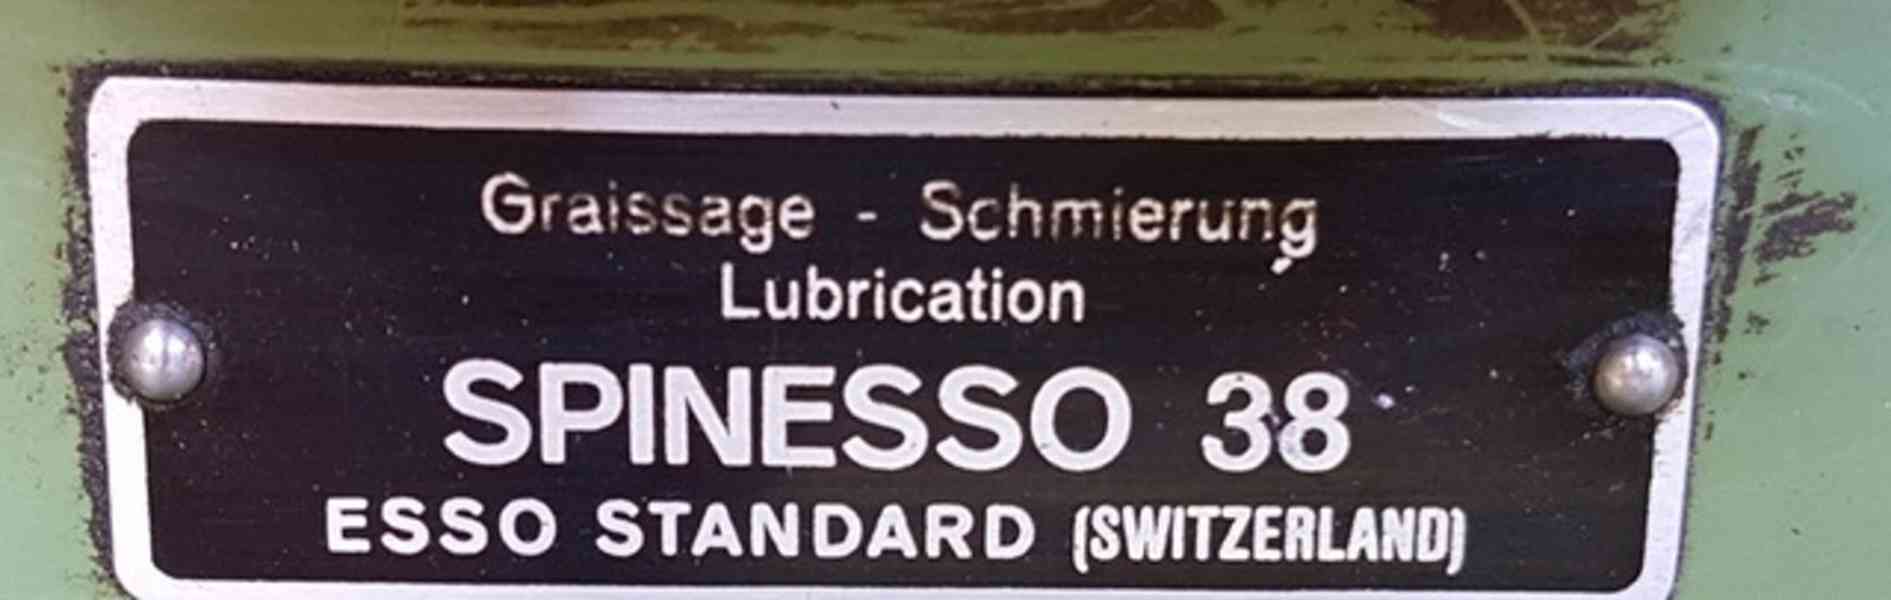 Graissage - Schmierung
Lubrication
SPINESSO 38
ESSO STANDARD (SWITZERLAND)